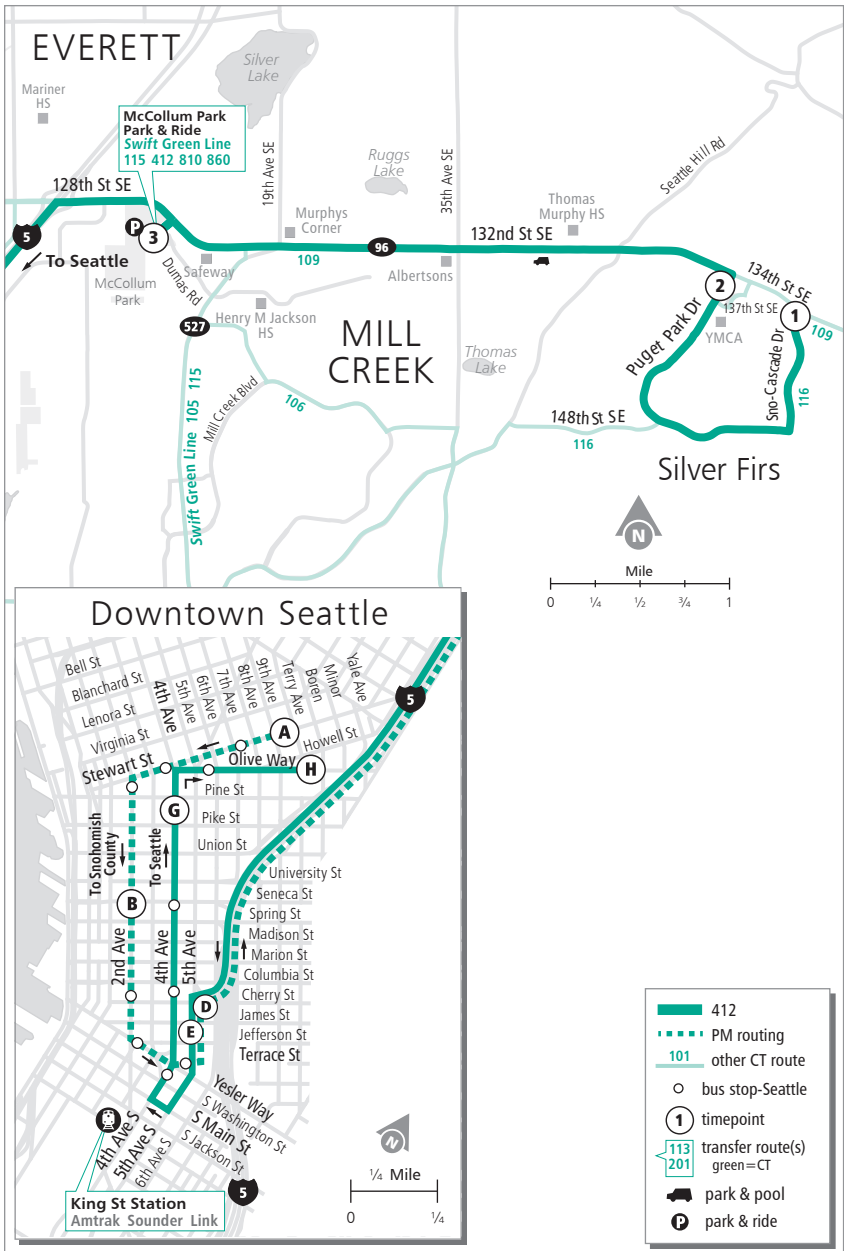 EVERETT
Mariner
HS
Silver
Lake
McCollum Park
Park & Ride
Swift Green Line
115 412 810 860
128th St SE
19th Ave SE
Ruggs
Lake
35th Ave SE
Seattle Hill Rd
Murphys
Corner
Thomas
Murphy HS
5
To Seattle
P
3
Safeway
109
96
132nd St SE
Albertsons
McCollum
Park
Dumas Rd
Henry M Jackson
HS
527
MILL
CREEK
2
134th St SE
137th St SE
1
109
YMCA
Puget Park Dr
Sno-Cascade Dr
116
Thomas
Lake
Swift Green Line 105 115
Mill Creek Blvd
106
148th St SE
116
Silver Firs
N
Mile
0 ¼ ½ ¾ 1
Downtown Seattle
Bell St
Blanchard St
Lenora St
Virginia St
Stewart St
4th Ave
5th Ave
6th Ave
7th Ave
8th Ave
9th Ave
Terry Ave
Boren
Minor
Yale Ave
5
A
Howell St
Olive Way
H
Pine St
G
Pike St
Union St
To Snohomish
County
To Seattle
B
2nd Ave
4th Ave
5th Ave
University St
Seneca St
Spring St
Madison St
Marion St
Columbia St
Cherry St
D
James St
E
Jefferson St
Terrace St
Yesler Way
S Washington St
S Main St
S Jackson St
4th Ave S
5th Ave S
6th Ave S
5
King St Station
Amtrak Sounder Link
N
¼ Mile
0 ¼
412
PM routing
101 other CT route
bus stop-Seattle
1 timepoint
113 transfer route(s)
201 green=CT
park & pool
P park & ride